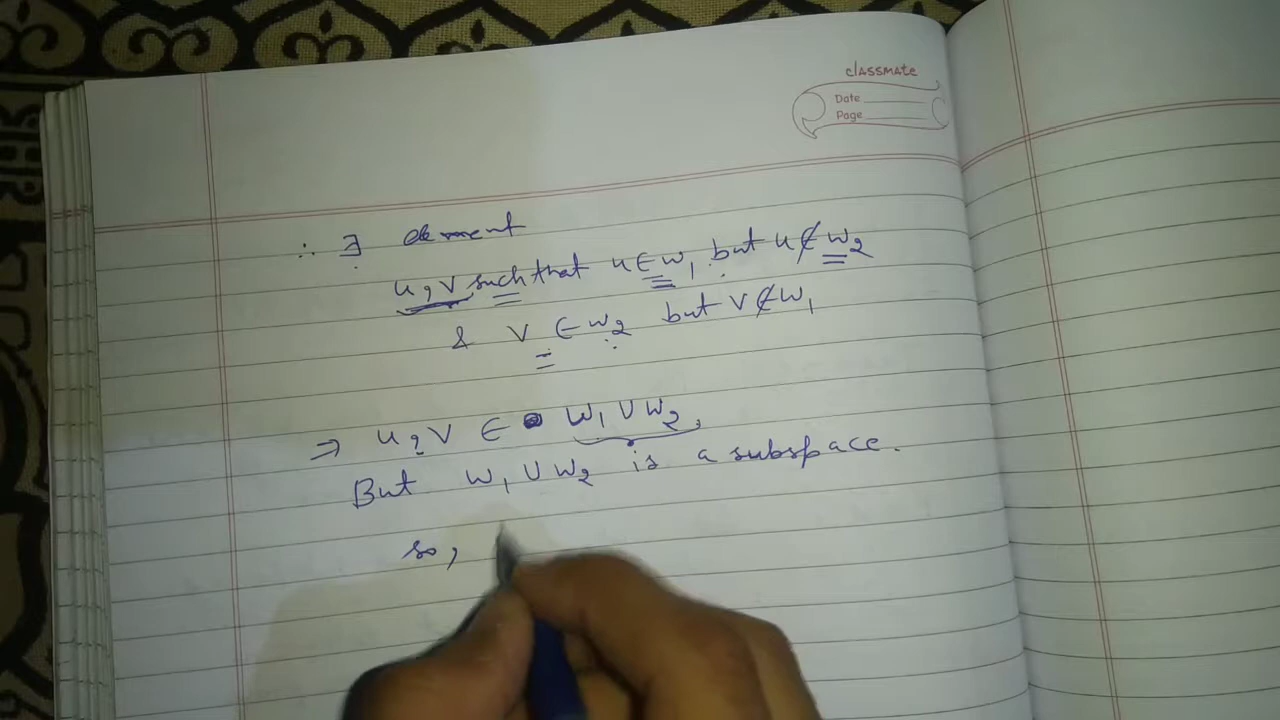 classmate
Date
Page
∴ ∃ element
u, v such that u ∈ W₁ but u ∉ W₂
& v ∈ W₂ but v ∉ W₁
⇒ u, v ∈ W₁ ∪ W₂,
But W₁ ∪ W₂ is a subspace.
so,